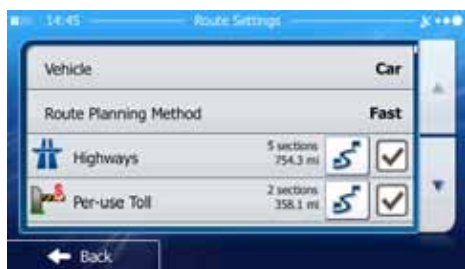 14:45 Route Settings
Vehicle Car
Route Planning Method Fast
Highways 5 sections 754.3 mi
Per-use Toll 2 sections 358.1 mi
Back